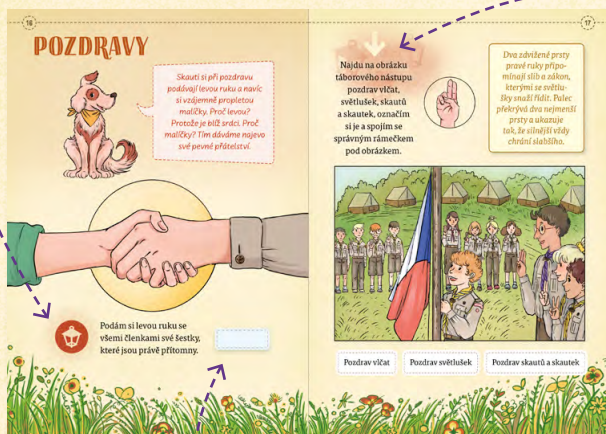 16
POZDRAVY
Skauti si při pozdravu
podávají levou ruku a navíc
si vzájemně propletou
malíčky. Proč levou?
Protože je blíž srdci. Proč
malíčky? Tím dáváme najevo
své pevné přátelství.
Podám si levou ruku se
všemi členkami své šestky,
které jsou právě přítomny.
17
Najdu na obrázku
táborového nástupu
pozdrav vlčat,
světlušek, skautů
a skautek, označím
si je a spojím se
správným rámečkem
pod obrázkem.
Dva zdvižené prsty
pravé ruky připo-
mínají slib a zákon,
kterými se světlu-
šky snaží řídit. Palec
překrývá dva nejmenší
prsty a ukazuje
tak, že silnější vždy
chrání slabšího.
Pozdrav vlčat
Pozdrav světlušek
Pozdrav skautů a skautek